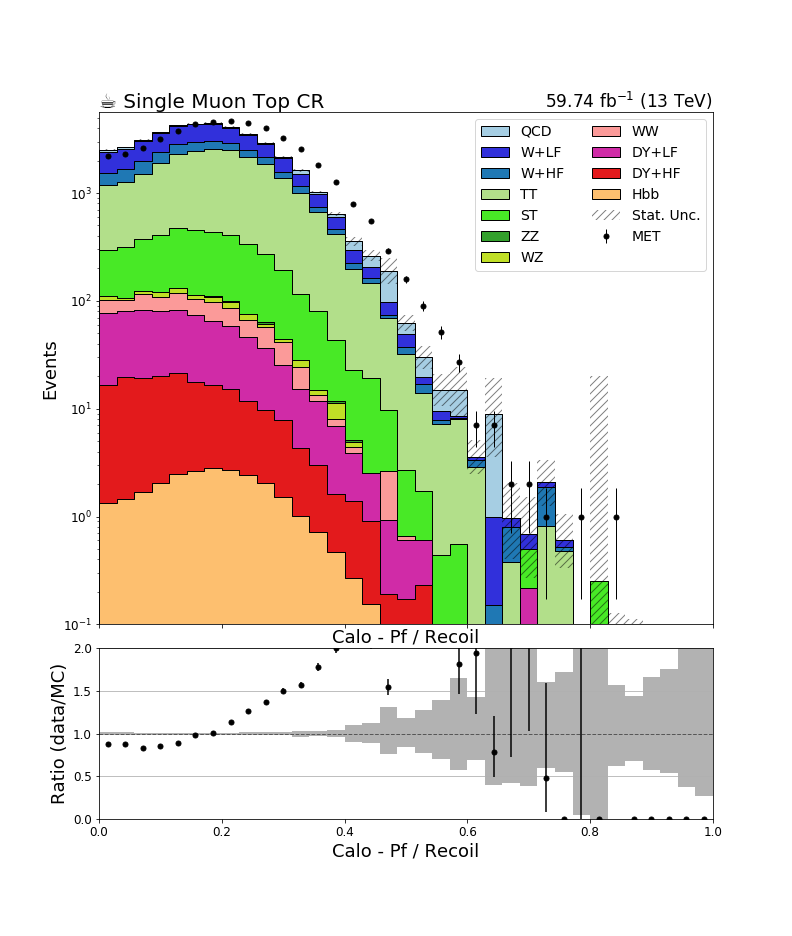 ☕ Single Muon Top CR
59.74 fb⁻¹ (13 TeV)
QCD
W+LF
W+HF
TT
ST
ZZ
WZ
WW
DY+LF
DY+HF
Hbb
Stat. Unc.
MET
Events
10³
10²
10¹
10⁰
10⁻¹
Calo - Pf / Recoil
Ratio (data/MC)
2.0
1.5
1.0
0.5
0.0
0.0 0.2 0.4 0.6 0.8 1.0
Calo - Pf / Recoil